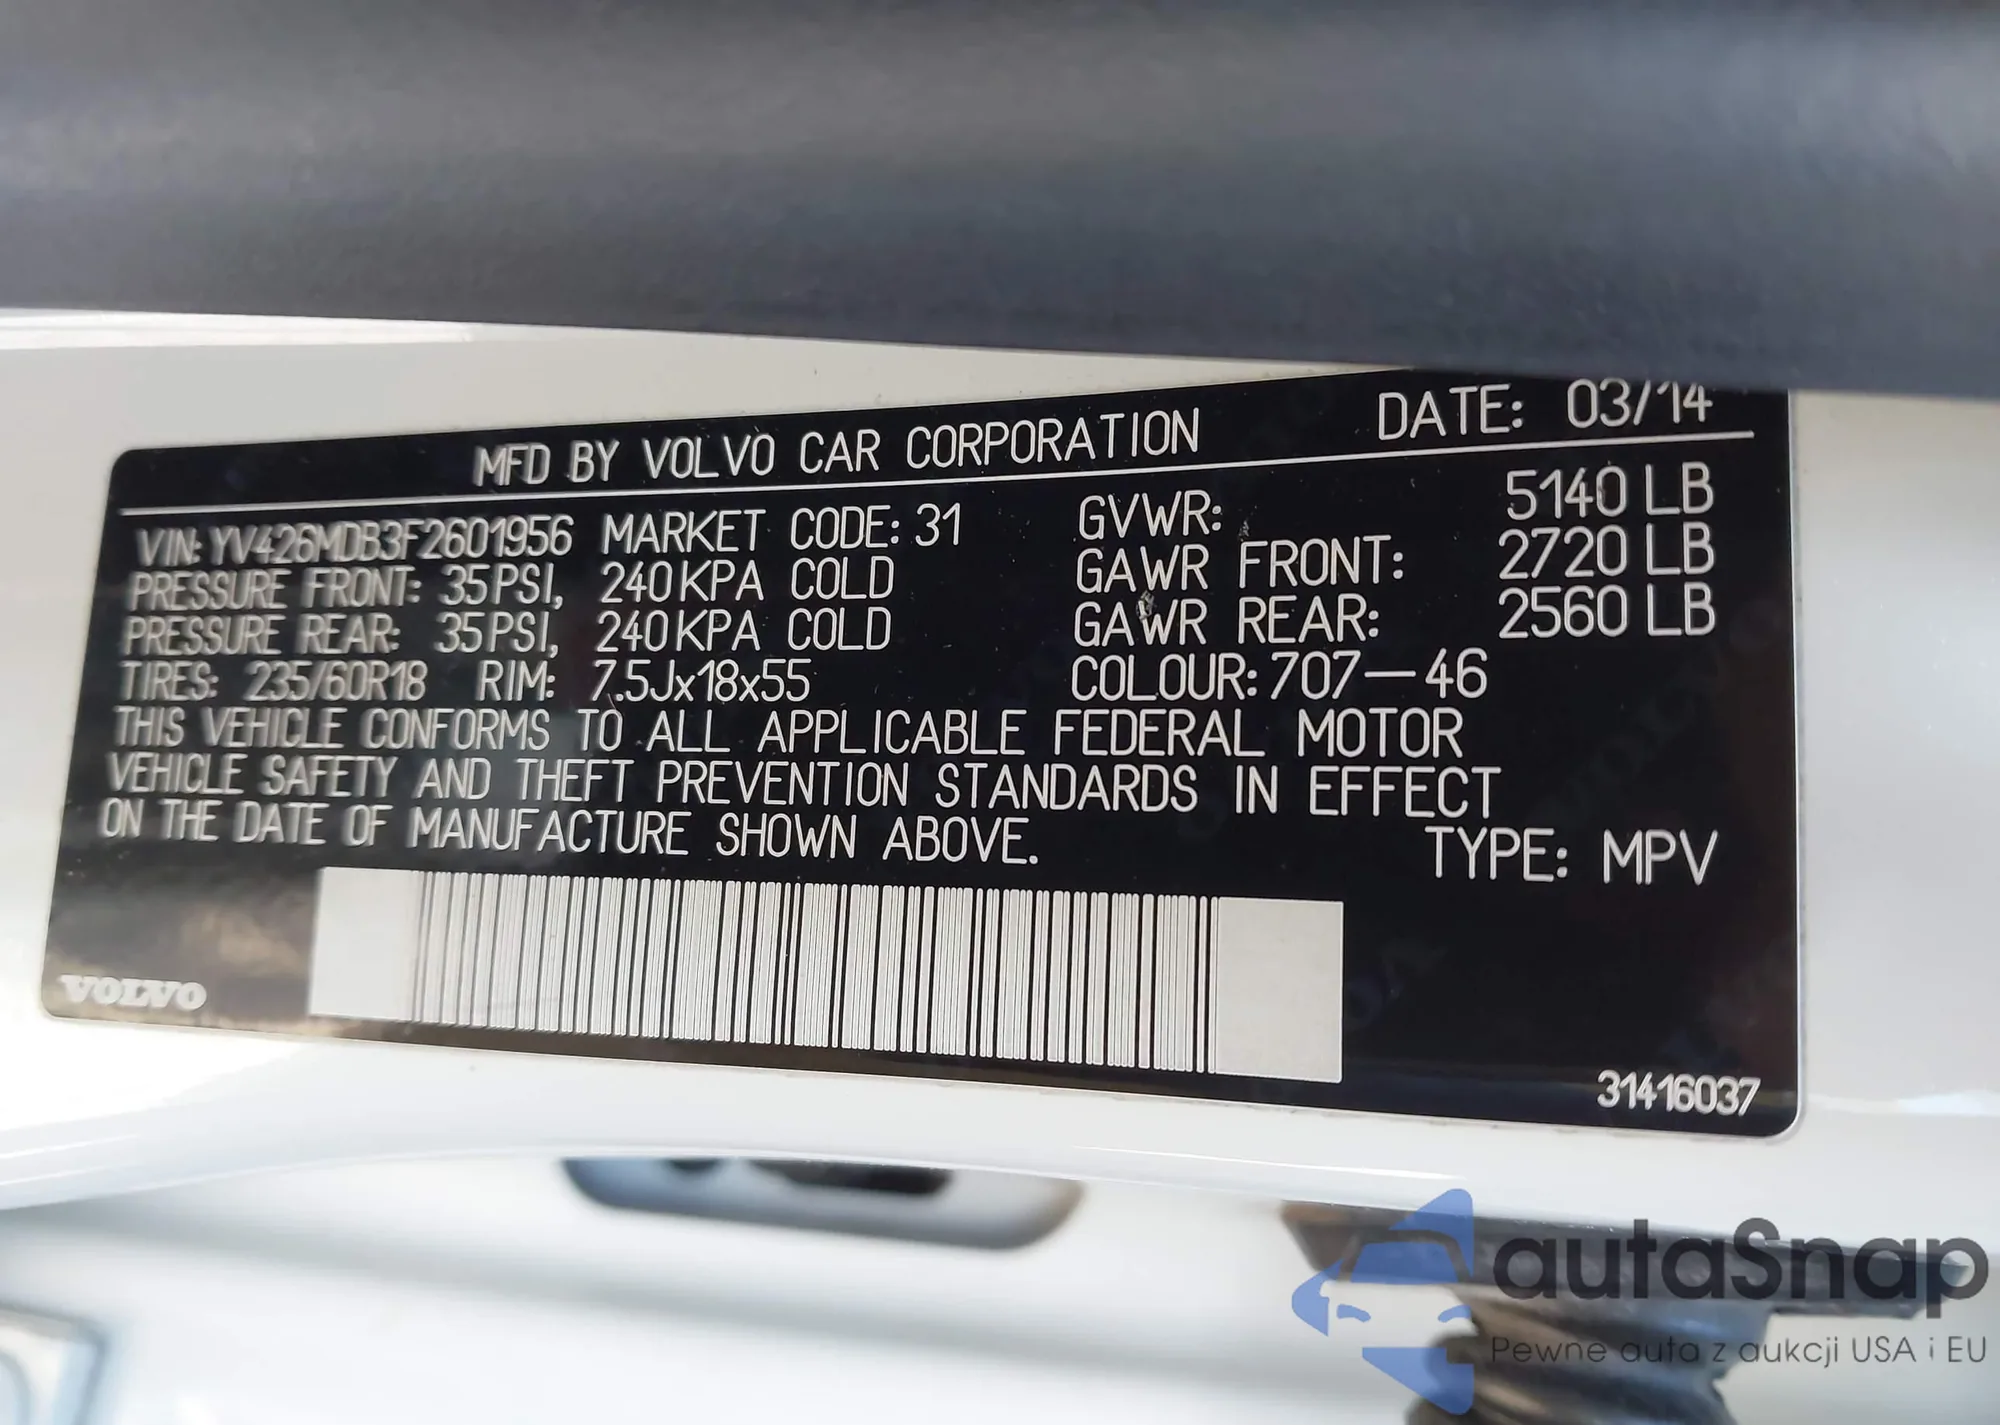 MFD BY VOLVO CAR CORPORATION DATE: 03/14
VIN: YV426MDB3F2601956 MARKET CODE: 31 GVWR: 5140 LB
PRESSURE FRONT: 35 PSI, 240 KPA COLD GAWR FRONT: 2720 LB
PRESSURE REAR: 35 PSI, 240 KPA COLD GAWR REAR: 2560 LB
TIRES: 235/60R18 RIM: 7.5Jx18x55 COLOUR: 707-46
THIS VEHICLE CONFORMS TO ALL APPLICABLE FEDERAL MOTOR
VEHICLE SAFETY AND THEFT PREVENTION STANDARDS IN EFFECT
ON THE DATE OF MANUFACTURE SHOWN ABOVE. TYPE: MPV
VOLVO
31416037
autaSnap
Pewne auta z aukcji USA i EU